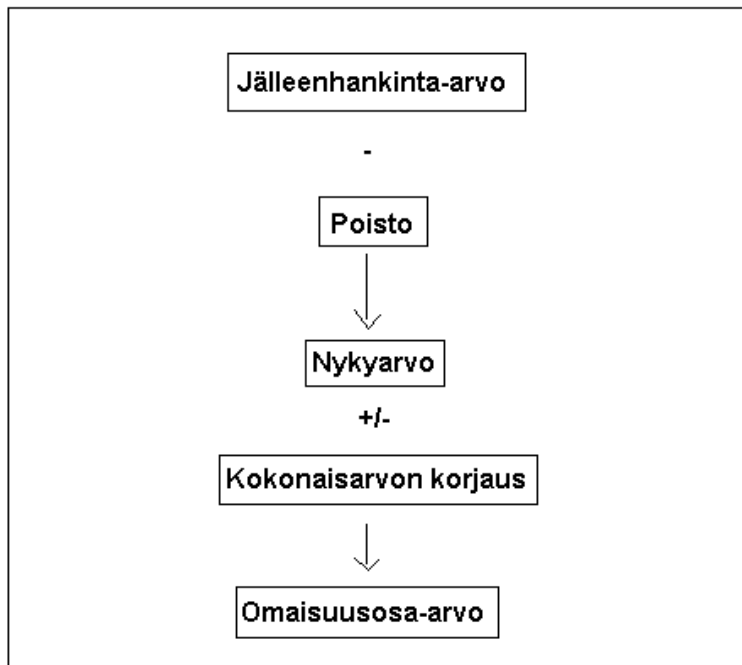 Jälleenhankinta-arvo
-
Poisto
Nykyarvo
+/-
Kokonaisarvon korjaus
Omaisuusosa-arvo